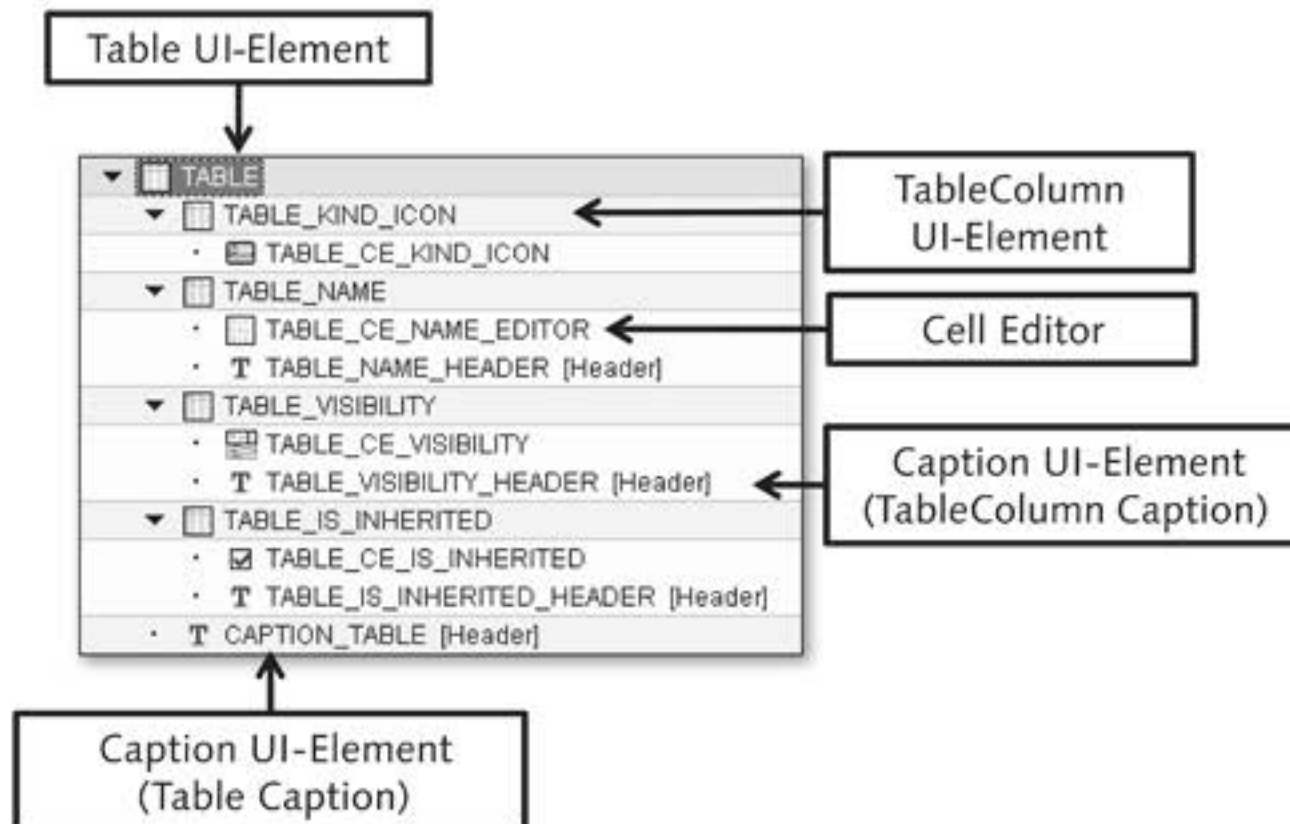 Table UI-Element
TABLE
TABLE_KIND_ICON
TABLE_CE_KIND_ICON
TABLE_NAME
TABLE_CE_NAME_EDITOR
TABLE_NAME_HEADER [Header]
TABLE_VISIBILITY
TABLE_CE_VISIBILITY
TABLE_VISIBILITY_HEADER [Header]
TABLE_IS_INHERITED
TABLE_CE_IS_INHERITED
TABLE_IS_INHERITED_HEADER [Header]
CAPTION_TABLE [Header]
TableColumn
UI-Element
Cell Editor
Caption UI-Element
(TableColumn Caption)
Caption UI-Element
(Table Caption)